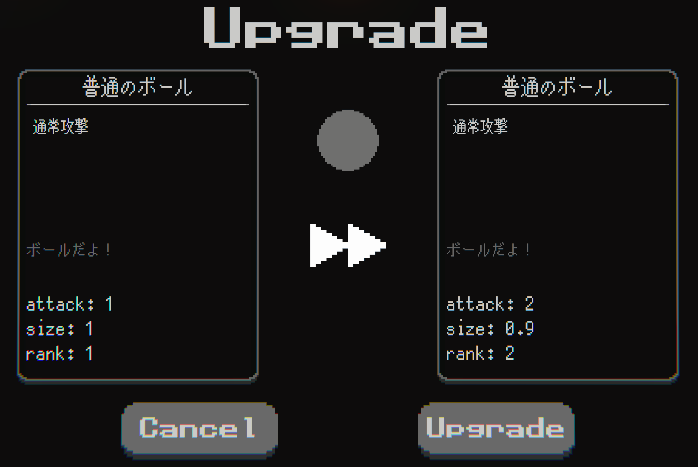 Upgrade
普通のボール
通常攻撃
ボールだよ!
attack: 1
size: 1
rank: 1
普通のボール
通常攻撃
ボールだよ!
attack: 2
size: 0.9
rank: 2
Cancel
Upgrade